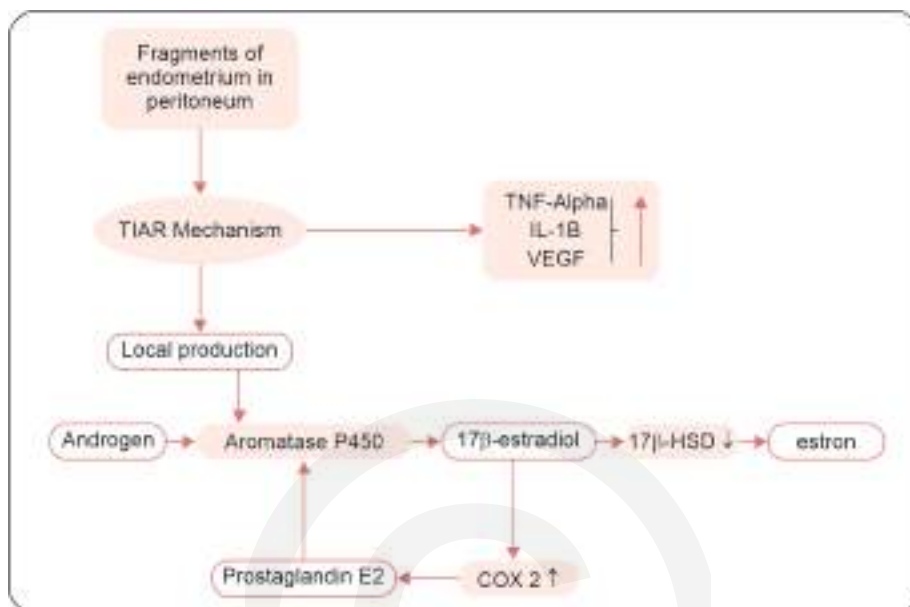 Fragments of
endometrium in
peritoneum
TIAR Mechanism
TNF-Alpha
IL-1B
VEGF
Local production
Androgen
Aromatase P450
17β-estradiol
17β-HSD ↓
estron
Prostaglandin E2
COX 2 ↑